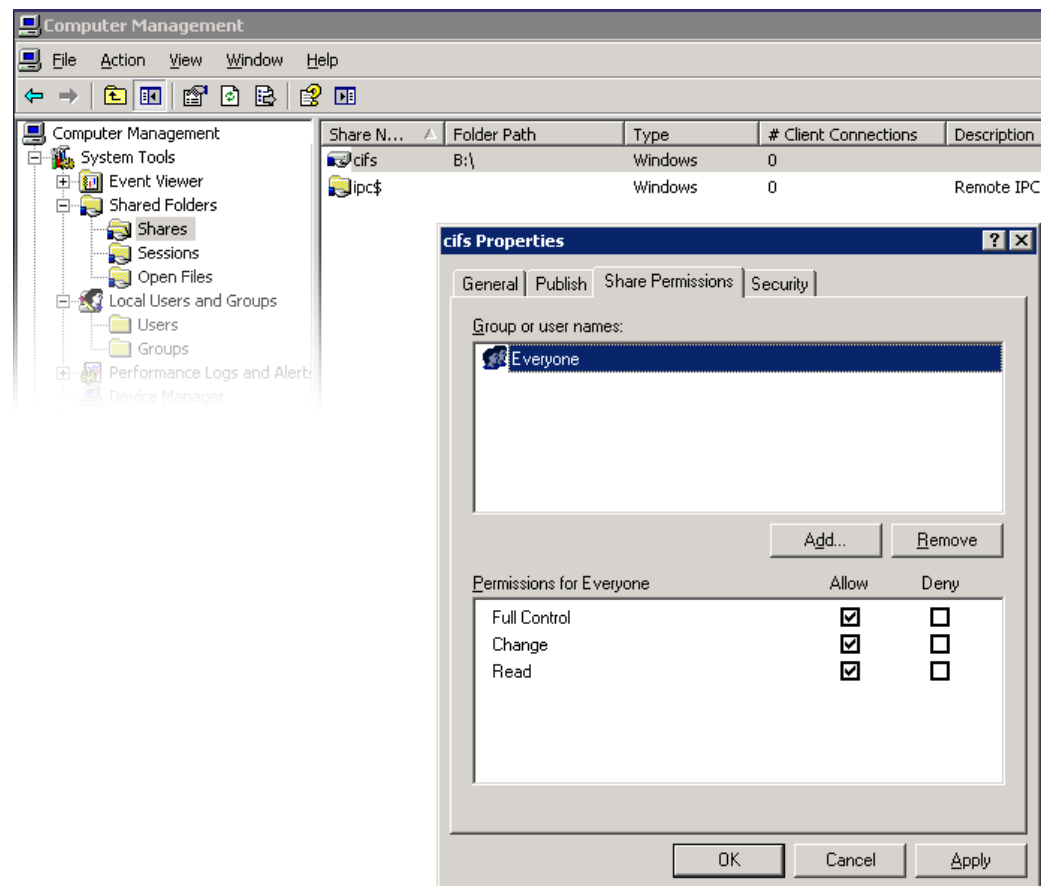 Computer Management
File Action View Window Help
Computer Management
System Tools
Event Viewer
Shared Folders
Shares
Sessions
Open Files
Local Users and Groups
Users
Groups
Performance Logs and Alert
Device Manager
Share N... Folder Path Type # Client Connections Description
cifs B:\ Windows 0
ipc$ Windows 0 Remote IPC
cifs Properties
General Publish Share Permissions Security
Group or user names:
Everyone
Add... Remove
Permissions for Everyone Allow Deny
Full Control
Change
Read
OK Cancel Apply